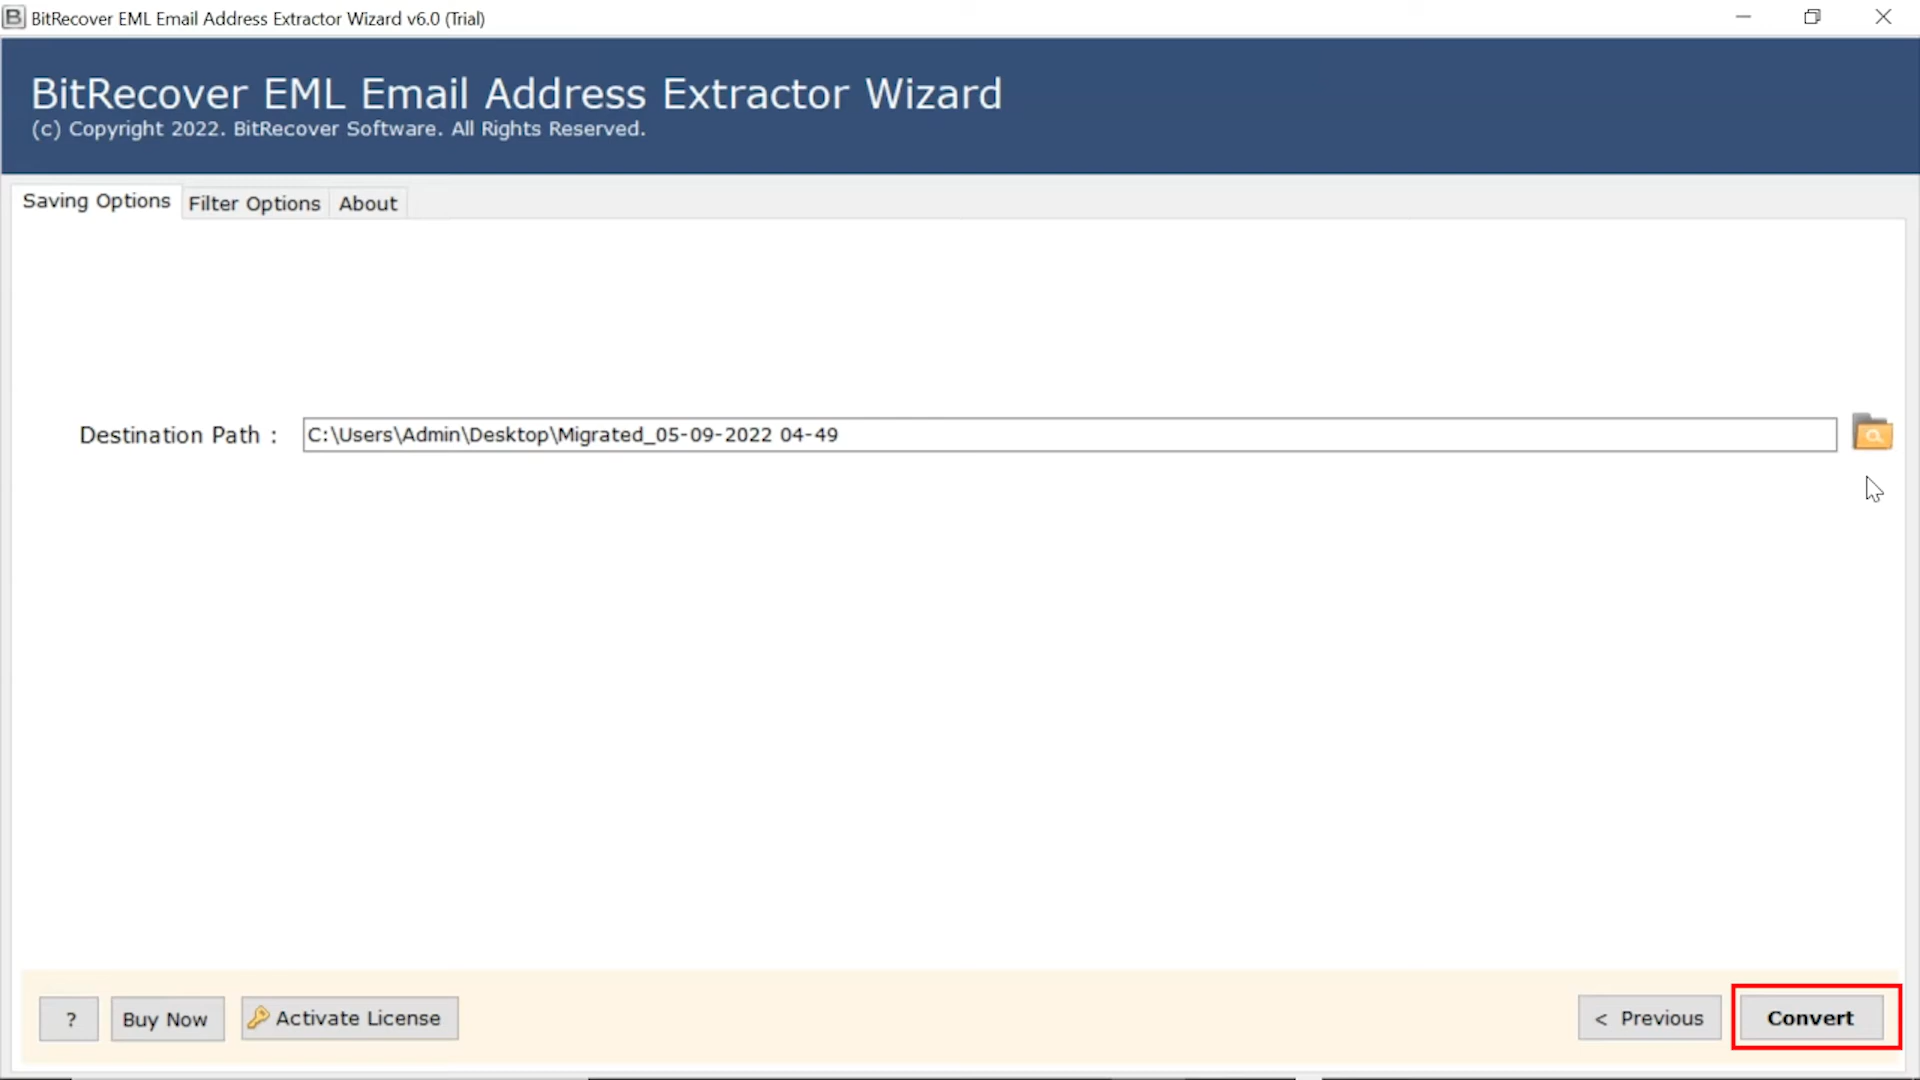 BitRecover EML Email Address Extractor Wizard v6.0 (Trial)
BitRecover EML Email Address Extractor Wizard
(c) Copyright 2022. BitRecover Software. All Rights Reserved.
Saving Options Filter Options About
Destination Path : C:\Users\Admin\Desktop\Migrated_05-09-2022 04-49
? Buy Now Activate License < Previous Convert